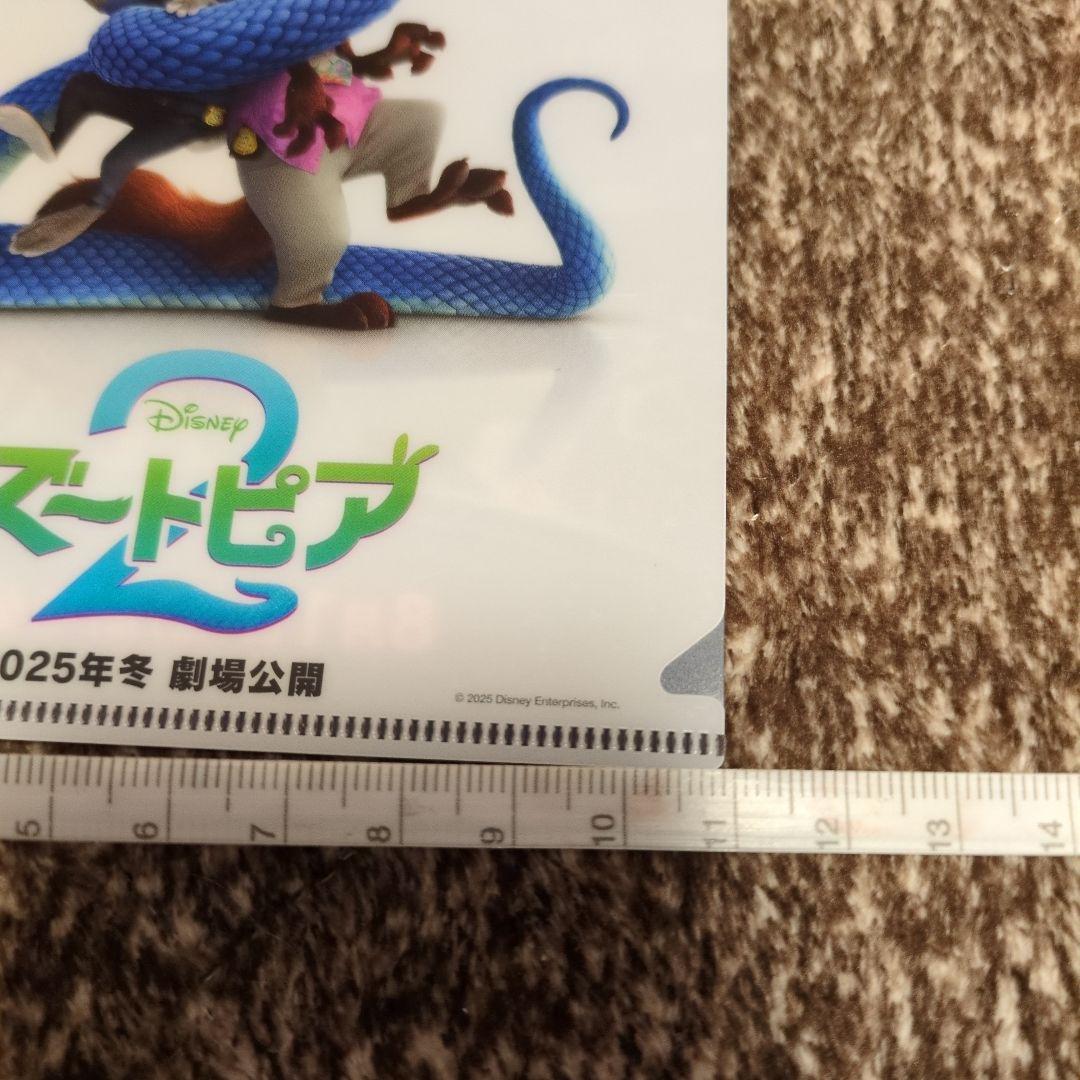 DISNEY
ズートピア
2
025年冬 劇場公開
© 2025 Disney Enterprises, Inc.
5 6 7 8 9 10 11 12 13 14